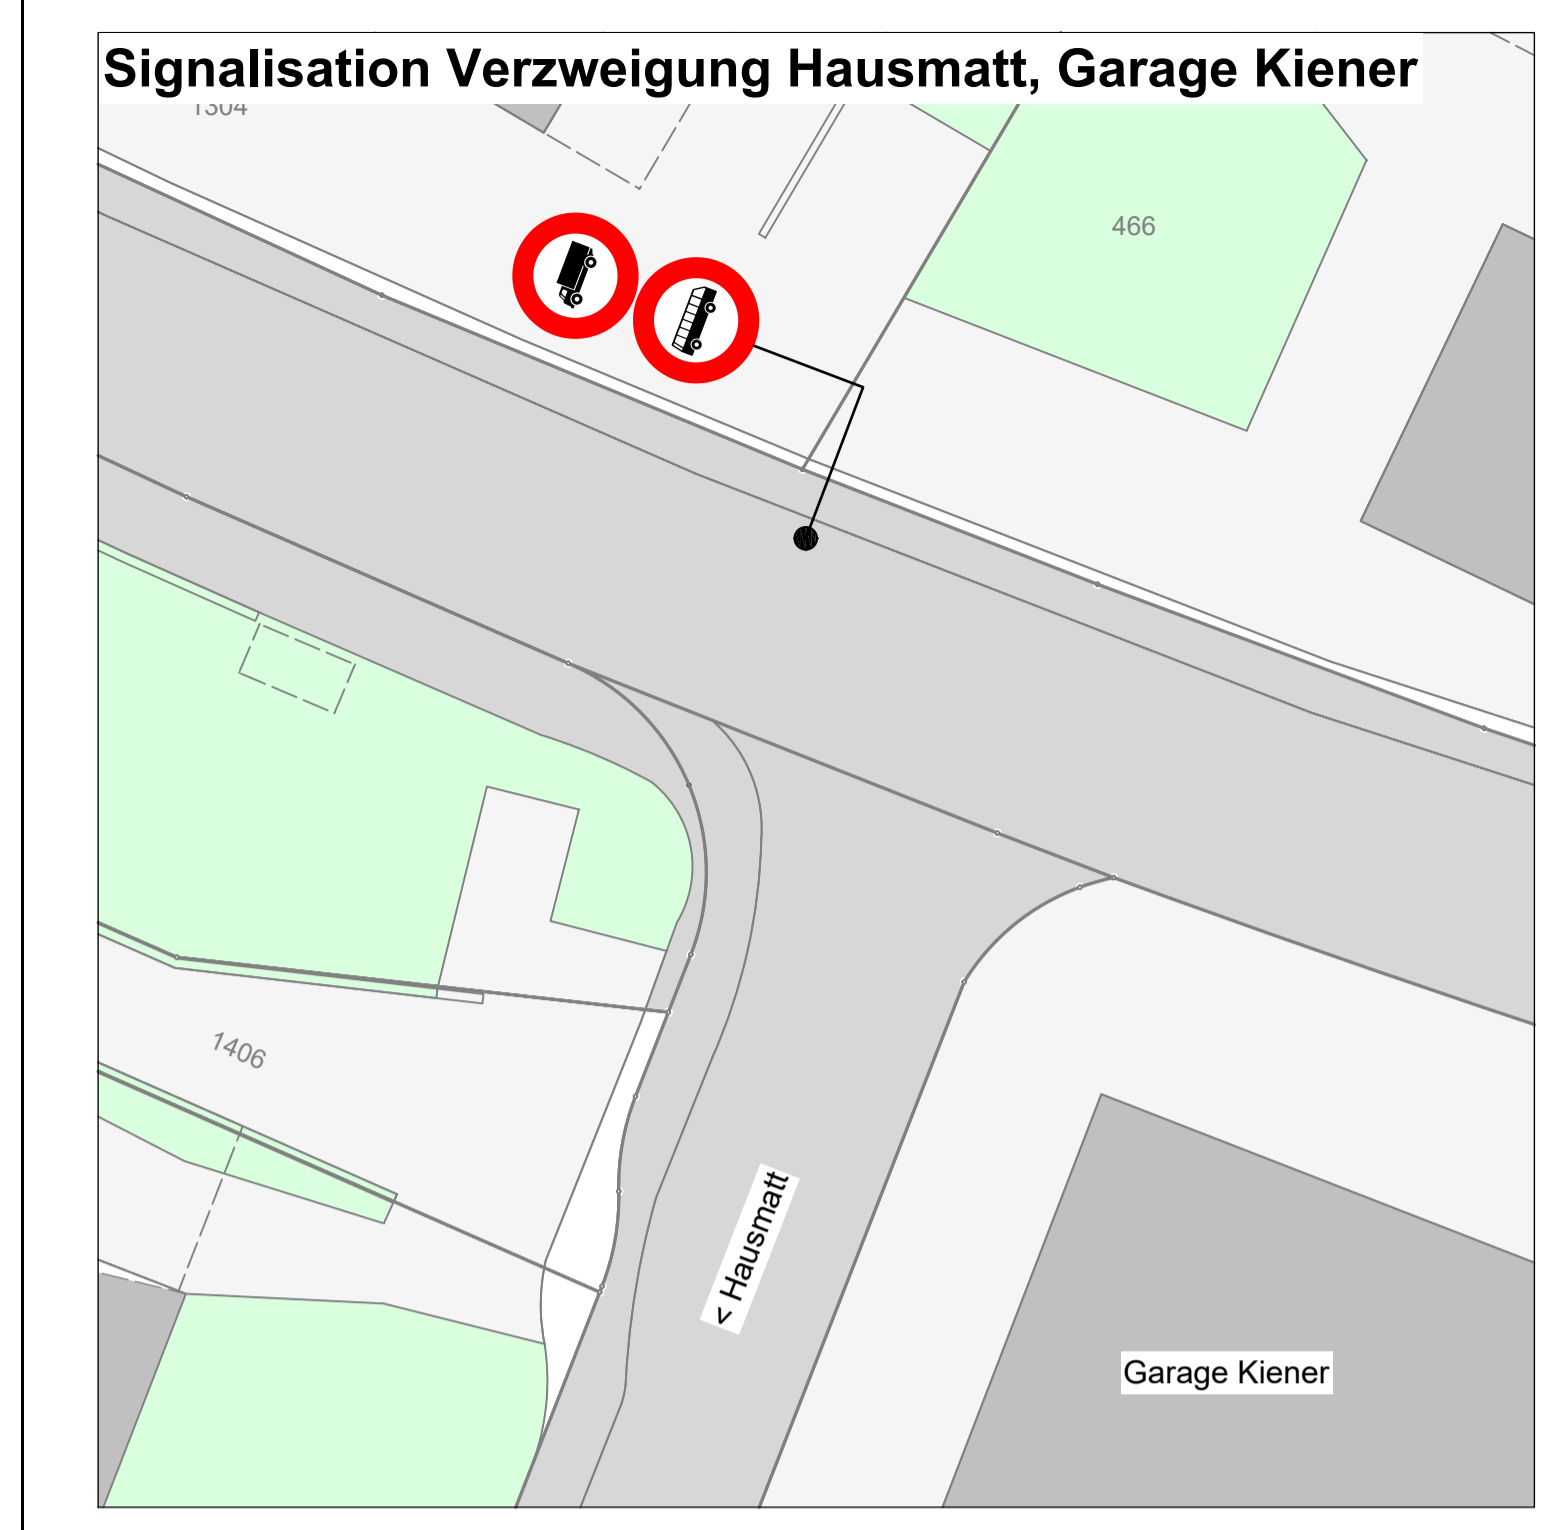 Signalisation Verzweigung Hausmatt, Garage Kiener
1304
466
1406
< Hausmatt
Garage Kiener